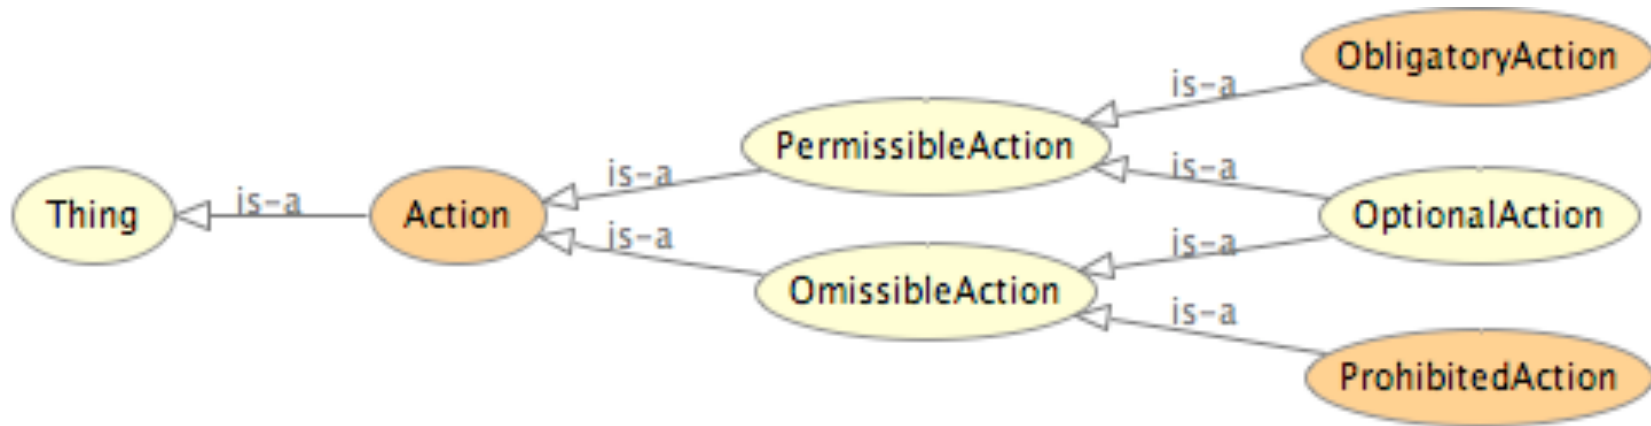 ObligatoryAction
is-a
PermissibleAction
is-a
is-a
Thing
is-a
Action
OptionalAction
is-a
is-a
OmissibleAction
is-a
ProhibitedAction